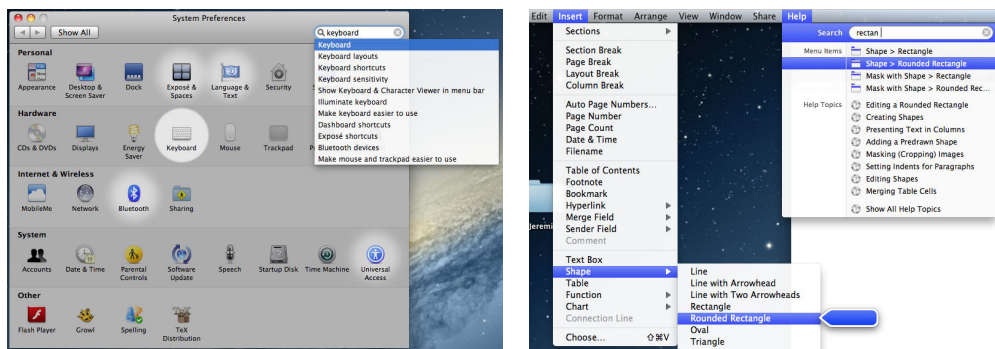 System Preferences
Show All
keyboard
Keyboard
Keyboard layouts
Keyboard shortcuts
Keyboard sensitivity
Show Keyboard & Character Viewer in menu bar
Illuminate keyboard
Make keyboard easier to use
Dashboard shortcuts
Exposé shortcuts
Bluetooth devices
Make mouse and trackpad easier to use
Personal
Appearance
Desktop &
Screen Saver
Dock
Exposé &
Spaces
Language &
Text
Security
Hardware
CDs & DVDs
Displays
Energy
Saver
Keyboard
Mouse
Trackpad
Internet & Wireless
MobileMe
Network
Bluetooth
Sharing
System
Accounts
Date & Time
Parental
Controls
Software
Update
Speech
Startup Disk
Time Machine
Universal
Access
Other
Flash Player
Growl
Spelling
TeX
Distribution
Edit Insert Format Arrange View Window Share Help
Sections
Section Break
Page Break
Layout Break
Column Break
Auto Page Numbers...
Page Number
Page Count
Date & Time
Filename
Table of Contents
Footnote
Bookmark
Hyperlink
Merge Field
Sender Field
Comment
Text Box
Shape
Table
Function
Chart
Connection Line
Choose... ⇧⌘V
Line
Line with Arrowhead
Line with Two Arrowheads
Rectangle
Rounded Rectangle
Oval
Triangle
Jeremi
Search rectan
Menu Items
Shape > Rectangle
Shape > Rounded Rectangle
Mask with Shape > Rectangle
Mask with Shape > Rounded Rec...
Help Topics
Editing a Rounded Rectangle
Creating Shapes
Presenting Text in Columns
Adding a Predrawn Shape
Masking (Cropping) Images
Setting Indents for Paragraphs
Editing Shapes
Merging Table Cells
Show All Help Topics